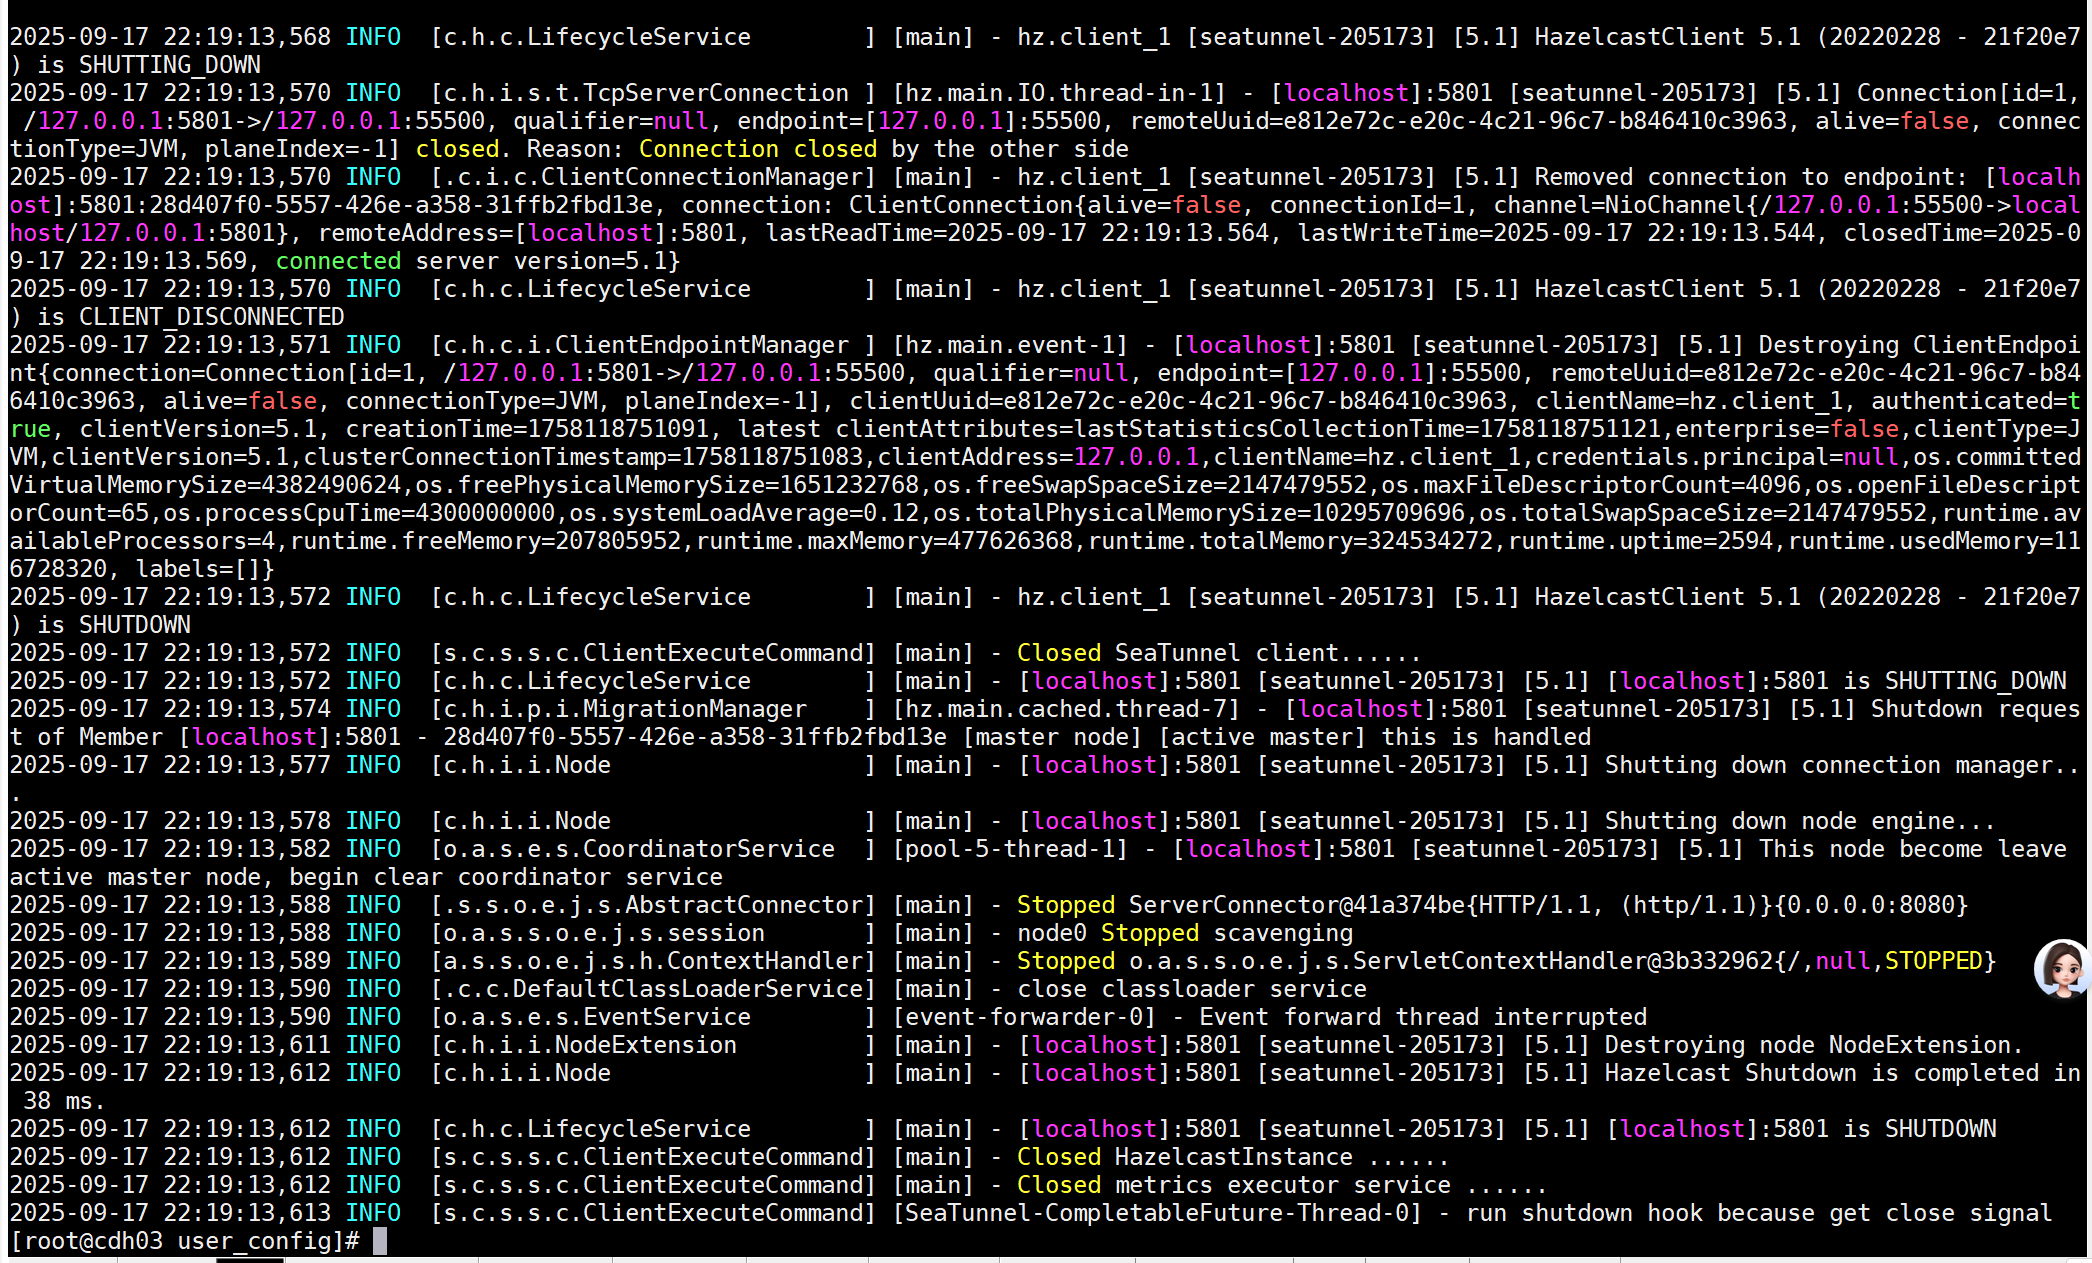 2025-09-17 22:19:13,568 INFO  [c.h.c.LifecycleService        ] [main] - hz.client_1 [seatunnel-205173] [5.1] HazelcastClient 5.1 (20220228 - 21f20e7
) is SHUTTING_DOWN
2025-09-17 22:19:13,570 INFO  [c.h.i.s.t.TcpServerConnection ] [hz.main.IO.thread-in-1] - [localhost]:5801 [seatunnel-205173] [5.1] Connection[id=1,
 /127.0.0.1:5801->/127.0.0.1:55500, qualifier=null, endpoint=[127.0.0.1]:55500, remoteUuid=e812e72c-e20c-4c21-96c7-b846410c3963, alive=false, connec
tionType=JVM, planeIndex=-1] closed. Reason: Connection closed by the other side
2025-09-17 22:19:13,570 INFO  [.c.i.c.ClientConnectionManager] [main] - hz.client_1 [seatunnel-205173] [5.1] Removed connection to endpoint: [localh
ost]:5801:28d407f0-5557-426e-a358-31ffb2fbd13e, connection: ClientConnection{alive=false, connectionId=1, channel=NioChannel{/127.0.0.1:55500->local
host/127.0.0.1:5801}, remoteAddress=[localhost]:5801, lastReadTime=2025-09-17 22:19:13.564, lastWriteTime=2025-09-17 22:19:13.544, closedTime=2025-0
9-17 22:19:13.569, connected server version=5.1}
2025-09-17 22:19:13,570 INFO  [c.h.c.LifecycleService        ] [main] - hz.client_1 [seatunnel-205173] [5.1] HazelcastClient 5.1 (20220228 - 21f20e7
) is CLIENT_DISCONNECTED
2025-09-17 22:19:13,571 INFO  [c.h.c.i.ClientEndpointManager ] [hz.main.event-1] - [localhost]:5801 [seatunnel-205173] [5.1] Destroying ClientEndpoi
nt{connection=Connection[id=1, /127.0.0.1:5801->/127.0.0.1:55500, qualifier=null, endpoint=[127.0.0.1]:55500, remoteUuid=e812e72c-e20c-4c21-96c7-b84
6410c3963, alive=false, connectionType=JVM, planeIndex=-1], clientUuid=e812e72c-e20c-4c21-96c7-b846410c3963, clientName=hz.client_1, authenticated=t
rue, clientVersion=5.1, creationTime=1758118751091, latest clientAttributes=lastStatisticsCollectionTime=1758118751121,enterprise=false,clientType=J
VM,clientVersion=5.1,clusterConnectionTimestamp=1758118751083,clientAddress=127.0.0.1,clientName=hz.client_1,credentials.principal=null,os.committed
VirtualMemorySize=4382490624,os.freePhysicalMemorySize=1651232768,os.freeSwapSpaceSize=2147479552,os.maxFileDescriptorCount=4096,os.openFileDescript
orCount=65,os.processCpuTime=4300000000,os.systemLoadAverage=0.12,os.totalPhysicalMemorySize=10295709696,os.totalSwapSpaceSize=2147479552,runtime.av
ailableProcessors=4,runtime.freeMemory=207805952,runtime.maxMemory=477626368,runtime.totalMemory=324534272,runtime.uptime=2594,runtime.usedMemory=11
6728320, labels=[]}
2025-09-17 22:19:13,572 INFO  [c.h.c.LifecycleService        ] [main] - hz.client_1 [seatunnel-205173] [5.1] HazelcastClient 5.1 (20220228 - 21f20e7
) is SHUTDOWN
2025-09-17 22:19:13,572 INFO  [s.c.s.s.c.ClientExecuteCommand] [main] - Closed SeaTunnel client......
2025-09-17 22:19:13,572 INFO  [c.h.c.LifecycleService        ] [main] - [localhost]:5801 [seatunnel-205173] [5.1] [localhost]:5801 is SHUTTING_DOWN
2025-09-17 22:19:13,574 INFO  [c.h.i.p.i.MigrationManager    ] [hz.main.cached.thread-7] - [localhost]:5801 [seatunnel-205173] [5.1] Shutdown reques
t of Member [localhost]:5801 - 28d407f0-5557-426e-a358-31ffb2fbd13e [master node] [active master] this is handled
2025-09-17 22:19:13,577 INFO  [c.h.i.i.Node                  ] [main] - [localhost]:5801 [seatunnel-205173] [5.1] Shutting down connection manager..
.
2025-09-17 22:19:13,578 INFO  [c.h.i.i.Node                  ] [main] - [localhost]:5801 [seatunnel-205173] [5.1] Shutting down node engine...
2025-09-17 22:19:13,582 INFO  [o.a.s.e.s.CoordinatorService  ] [pool-5-thread-1] - [localhost]:5801 [seatunnel-205173] [5.1] This node become leave
active master node, begin clear coordinator service
2025-09-17 22:19:13,588 INFO  [.s.s.o.e.j.s.AbstractConnector] [main] - Stopped ServerConnector@41a374be{HTTP/1.1, (http/1.1)}{0.0.0.0:8080}
2025-09-17 22:19:13,588 INFO  [o.a.s.s.o.e.j.s.session       ] [main] - node0 Stopped scavenging
2025-09-17 22:19:13,589 INFO  [a.s.s.o.e.j.s.h.ContextHandler] [main] - Stopped o.a.s.s.o.e.j.s.ServletContextHandler@3b332962{/,null,STOPPED}
2025-09-17 22:19:13,590 INFO  [.c.c.DefaultClassLoaderService] [main] - close classloader service
2025-09-17 22:19:13,590 INFO  [o.a.s.e.s.EventService        ] [event-forwarder-0] - Event forward thread interrupted
2025-09-17 22:19:13,611 INFO  [c.h.i.i.NodeExtension         ] [main] - [localhost]:5801 [seatunnel-205173] [5.1] Destroying node NodeExtension.
2025-09-17 22:19:13,612 INFO  [c.h.i.i.Node                  ] [main] - [localhost]:5801 [seatunnel-205173] [5.1] Hazelcast Shutdown is completed in
 38 ms.
2025-09-17 22:19:13,612 INFO  [c.h.c.LifecycleService        ] [main] - [localhost]:5801 [seatunnel-205173] [5.1] [localhost]:5801 is SHUTDOWN
2025-09-17 22:19:13,612 INFO  [s.c.s.s.c.ClientExecuteCommand] [main] - Closed HazelcastInstance ......
2025-09-17 22:19:13,612 INFO  [s.c.s.s.c.ClientExecuteCommand] [main] - Closed metrics executor service ......
2025-09-17 22:19:13,613 INFO  [s.c.s.s.c.ClientExecuteCommand] [SeaTunnel-CompletableFuture-Thread-0] - run shutdown hook because get close signal
[root@cdh03 user_config]#